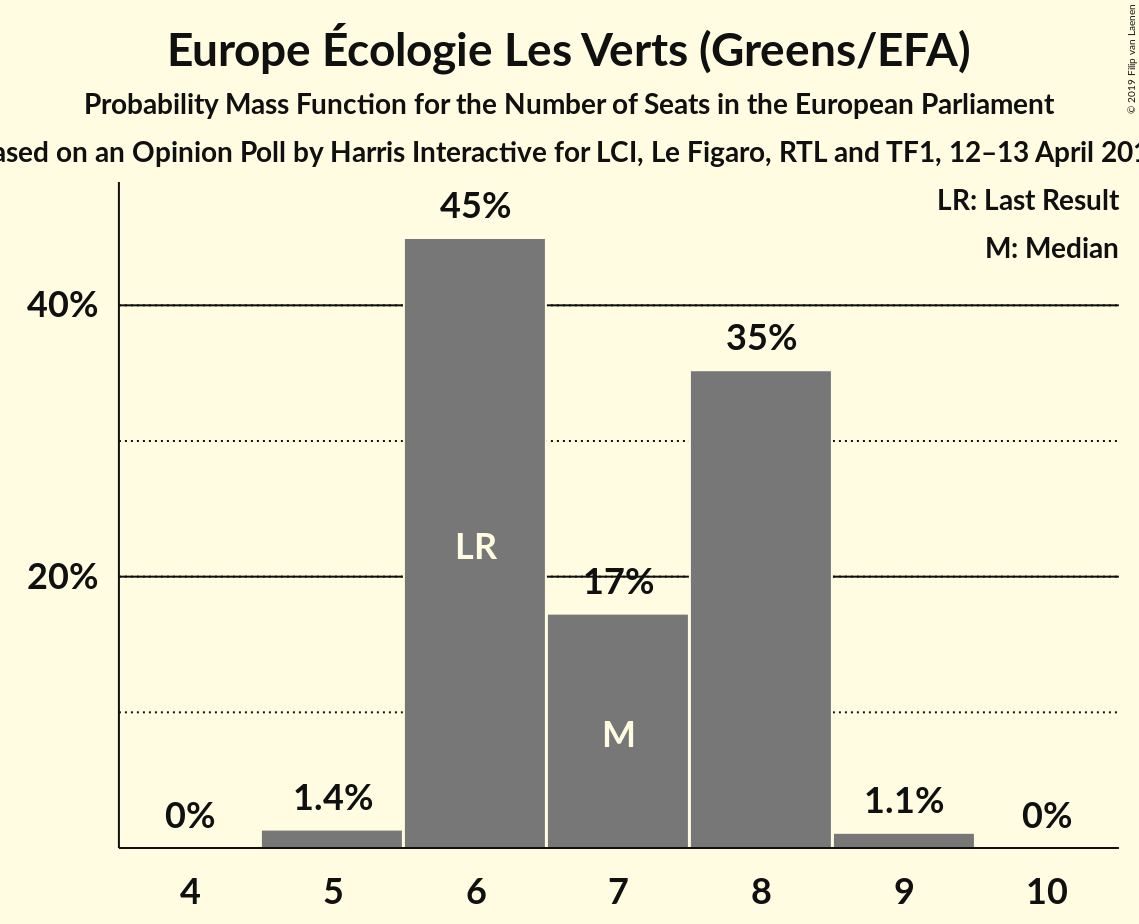 Europe Écologie Les Verts (Greens/EFA)
Probability Mass Function for the Number of Seats in the European Parliament
on an Opinion Poll by Harris Interactive for LCI, Le Figaro, RTL and TF1, 12–13 April
© 2019 Filip van Laenen
LR: Last Result
M: Median
45%
40%
35%
LR
20%
17%
M
1.4%
1.1%
0%
0%
4 5 6 7 8 9 10